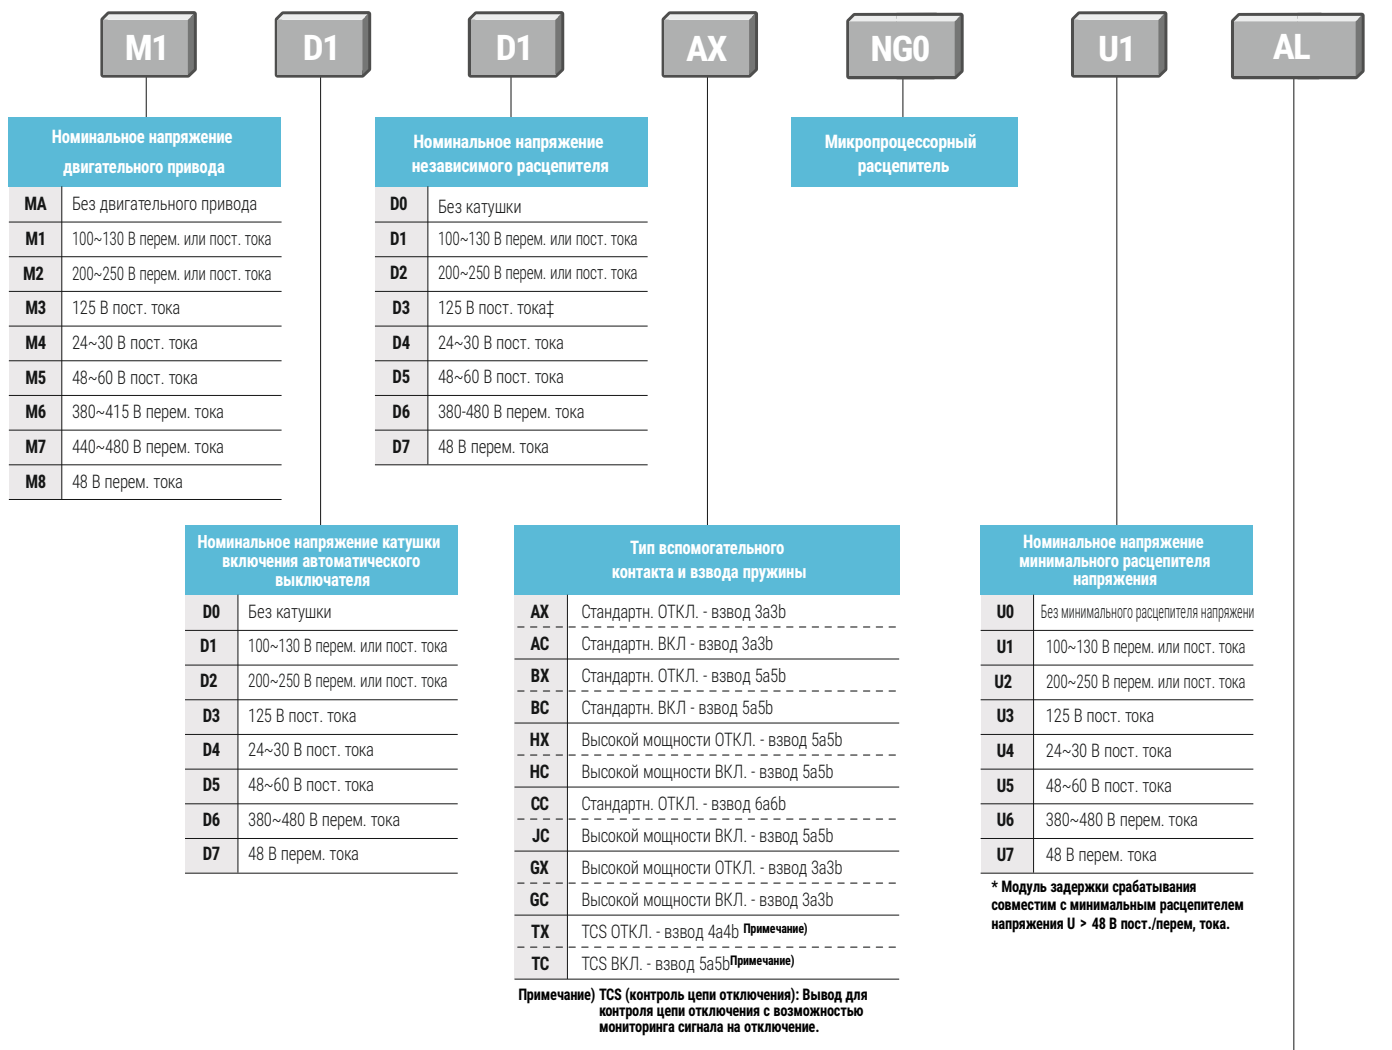 M1 D1 D1 AX NG0 U1 AL
Номинальное напряжение
двигательного привода
MA Без двигательного привода
M1 100~130 В перем. или пост. тока
M2 200~250 В перем. или пост. тока
M3 125 В пост. тока
M4 24~30 В пост. тока
M5 48~60 В пост. тока
M6 380~415 В перем. тока
M7 440~480 В перем. тока
M8 48 В перем. тока
Номинальное напряжение
независимого расцепителя
D0 Без катушки
D1 100~130 В перем. или пост. тока
D2 200~250 В перем. или пост. тока
D3 125 В пост. тока‡
D4 24~30 В пост. тока
D5 48~60 В пост. тока
D6 380-480 В перем. тока
D7 48 В перем. тока
Микропроцессорный
расцепитель
Номинальное напряжение катушки
включения автоматического
выключателя
D0 Без катушки
D1 100~130 В перем. или пост. тока
D2 200~250 В перем. или пост. тока
D3 125 В пост. тока
D4 24~30 В пост. тока
D5 48~60 В пост. тока
D6 380~480 В перем. тока
D7 48 В перем. тока
Тип вспомогательного
контакта и взвода пружины
AX Стандартн. ОТКЛ. - взвод 3a3b
AC Стандартн. ВКЛ - взвод 3a3b
BX Стандартн. ОТКЛ. - взвод 5a5b
BC Стандартн. ВКЛ - взвод 5a5b
HX Высокой мощности ОТКЛ. - взвод 5a5b
HC Высокой мощности ВКЛ. - взвод 5a5b
CC Стандартн. ОТКЛ. - взвод 6a6b
JC Высокой мощности ВКЛ. - взвод 5a5b
GX Высокой мощности ОТКЛ. - взвод 3a3b
GC Высокой мощности ВКЛ. - взвод 3a3b
TX TCS ОТКЛ. - взвод 4a4b Примечание)
TC TCS ВКЛ. - взвод 5a5b Примечание)
Примечание) TCS (контроль цепи отключения): Вывод для
контроля цепи отключения с возможностью
мониторинга сигнала на отключение.
Номинальное напряжение
минимального расцепителя
напряжения
U0 Без минимального расцепителя напряжени
U1 100~130 В перем. или пост. тока
U2 200~250 В перем. или пост. тока
U3 125 В пост. тока
U4 24~30 В пост. тока
U5 48~60 В пост. тока
U6 380~480 В перем. тока
U7 48 В перем. тока
* Модуль задержки срабатывания
совместим с минимальным расцепителем
напряжения U > 48 В пост./перем, тока.